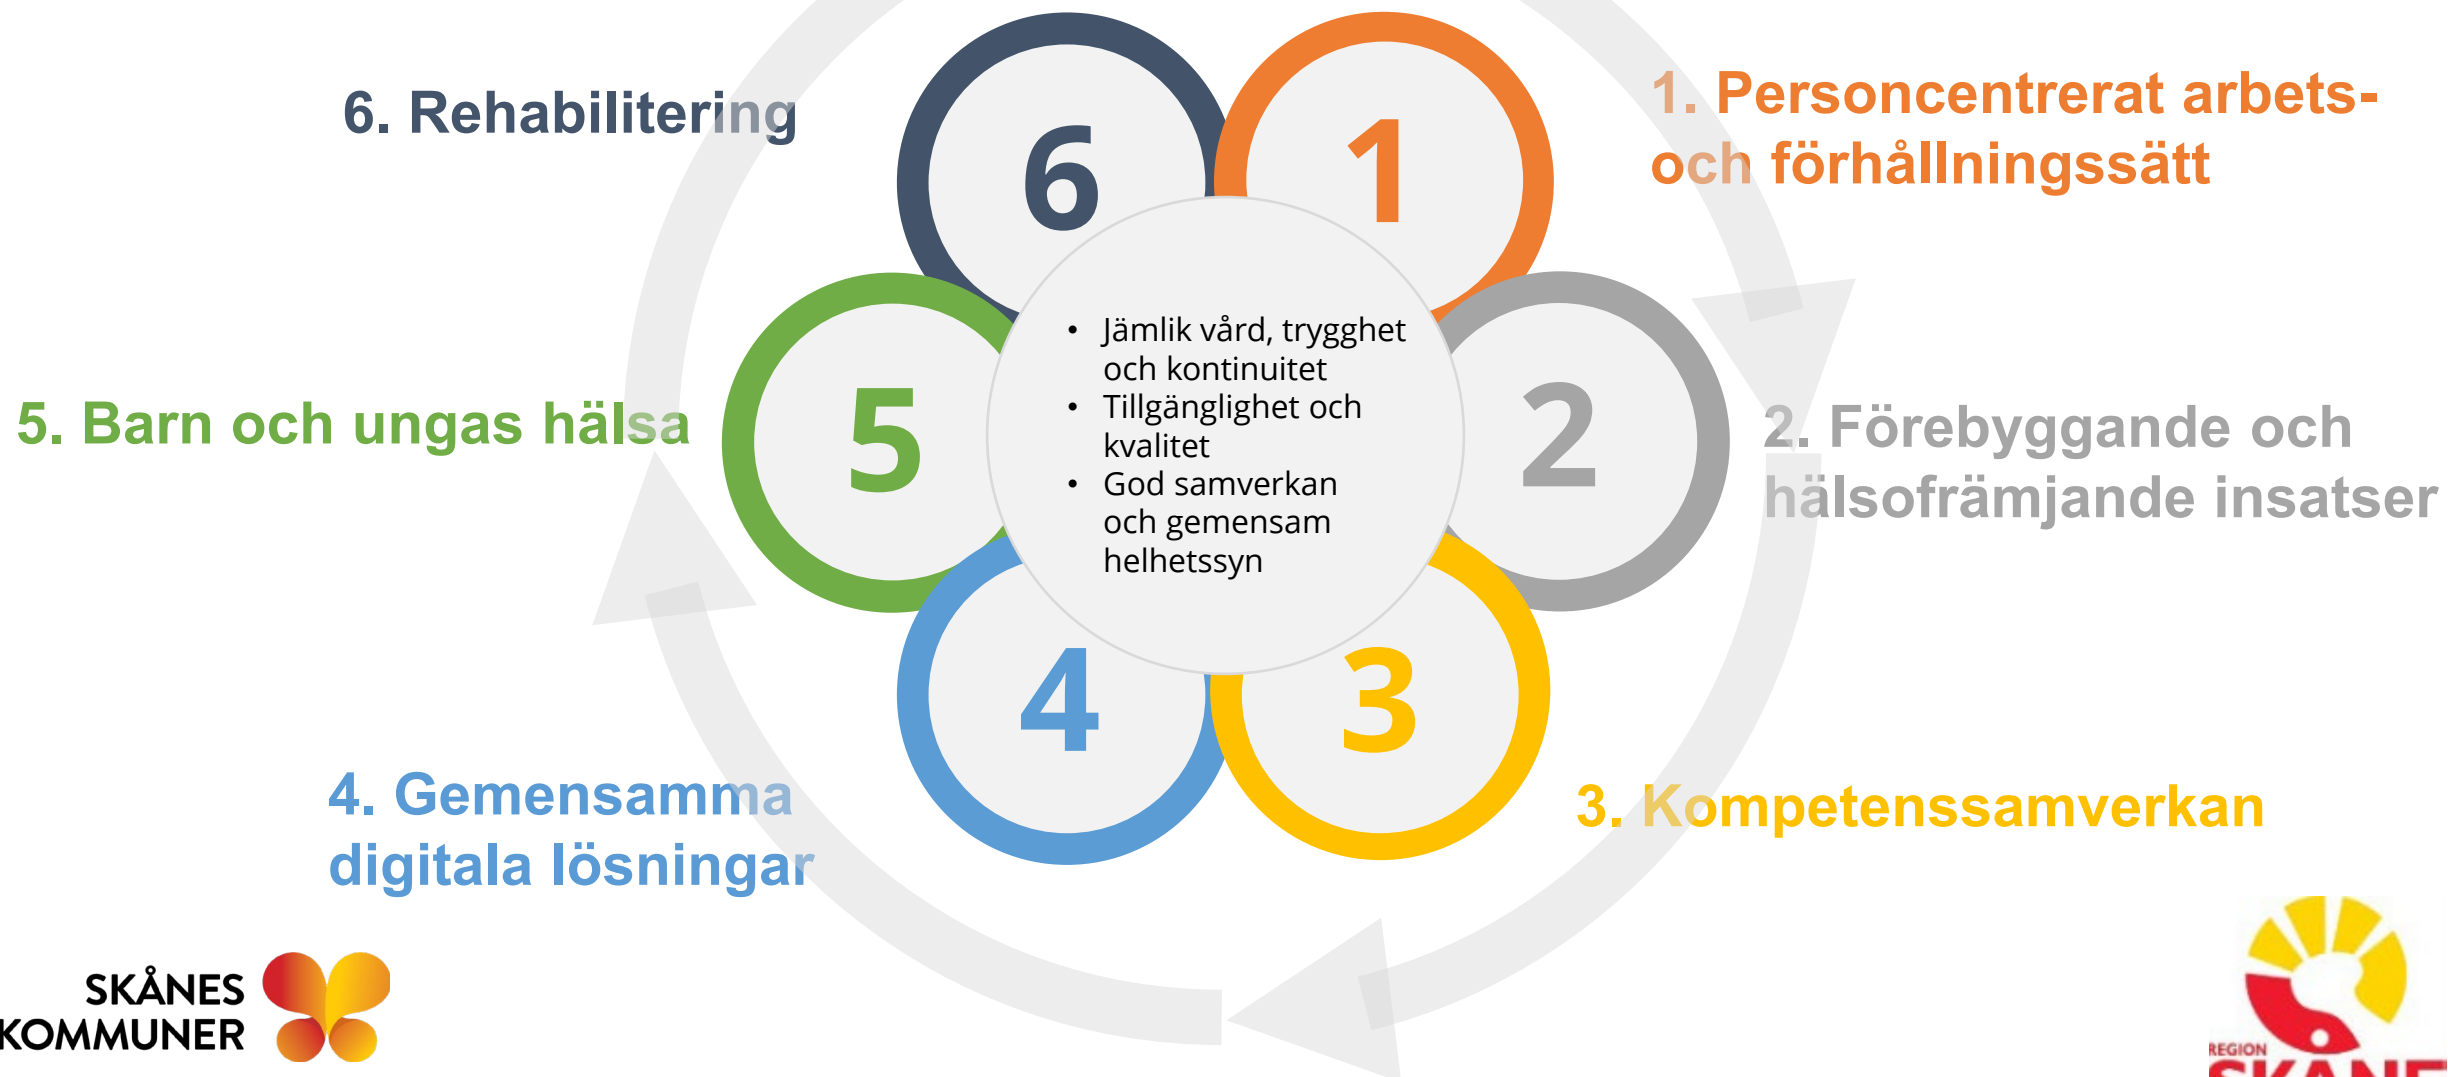 6. Rehabilitering
1. Personcentrerat arbets-
och förhållningssätt
6
1
5. Barn och ungas hälsa
5
• Jämlik vård, trygghet
och kontinuitet
• Tillgänglighet och
kvalitet
• God samverkan
och gemensam
helhetssyn
2
2. Förebyggande och
hälsofrämjande insatser
4
3
4. Gemensamma
digitala lösningar
3. Kompetenssamverkan
SKÅNES
KOMMUNER
REGION
SKÅNE